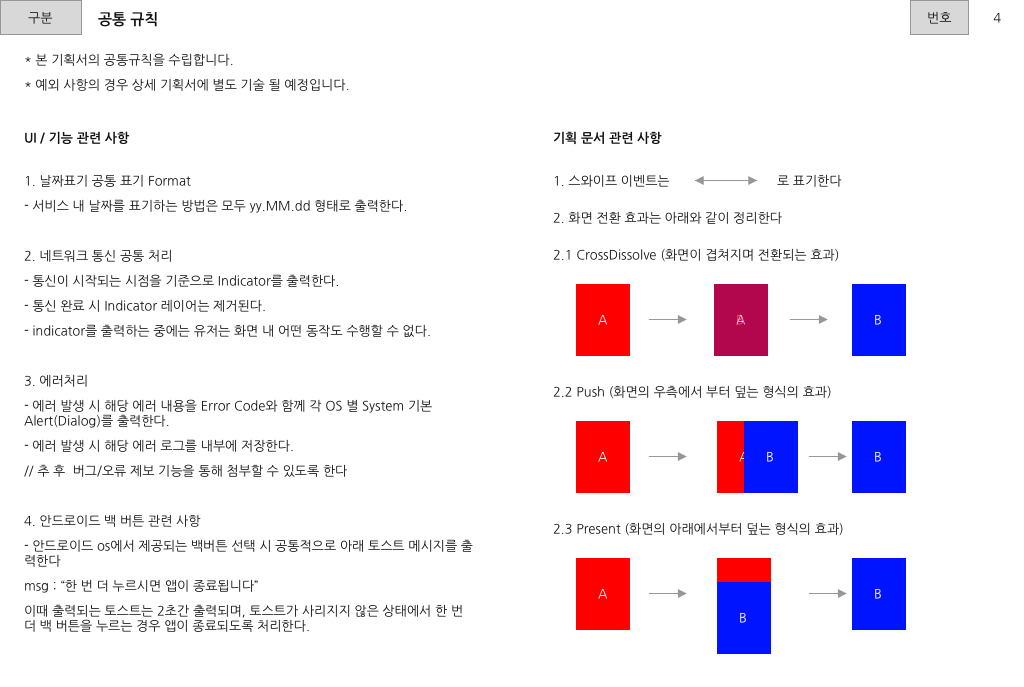 구분
공통 규칙
번호
4
* 본 기획서의 공통규칙을 수립합니다.
* 예외 사항의 경우 상세 기획서에 별도 기술 될 예정입니다.
UI / 기능 관련 사항
1. 날짜표기 공통 표기 Format
- 서비스 내 날짜를 표기하는 방법은 모두 yy.MM.dd 형태로 출력한다.
2. 네트워크 통신 공통 처리
- 통신이 시작되는 시점을 기준으로 Indicator를 출력한다.
- 통신 완료 시 Indicator 레이어는 제거된다.
- indicator를 출력하는 중에는 유저는 화면 내 어떤 동작도 수행할 수 없다.
3. 에러처리
- 에러 발생 시 해당 에러 내용을 Error Code와 함께 각 OS 별 System 기본
Alert(Dialog)를 출력한다.
- 에러 발생 시 해당 에러 로그를 내부에 저장한다.
// 추 후  버그/오류 제보 기능을 통해 첨부할 수 있도록 한다
4. 안드로이드 백 버튼 관련 사항
- 안드로이드 os에서 제공되는 백버튼 선택 시 공통적으로 아래 토스트 메시지를 출
력한다
msg : “한 번 더 누르시면 앱이 종료됩니다”
이때 출력되는 토스트는 2초간 출력되며, 토스트가 사리지지 않은 상태에서 한 번
더 백 버튼을 누르는 경우 앱이 종료되도록 처리한다.
기획 문서 관련 사항
1. 스와이프 이벤트는 로 표기한다
2. 화면 전환 효과는 아래와 같이 정리한다
2.1 CrossDissolve (화면이 겹쳐지며 전환되는 효과)
A A B
2.2 Push (화면의 우측에서 부터 덮는 형식의 효과)
A A B B
2.3 Present (화면의 아래에서부터 덮는 형식의 효과)
A B B